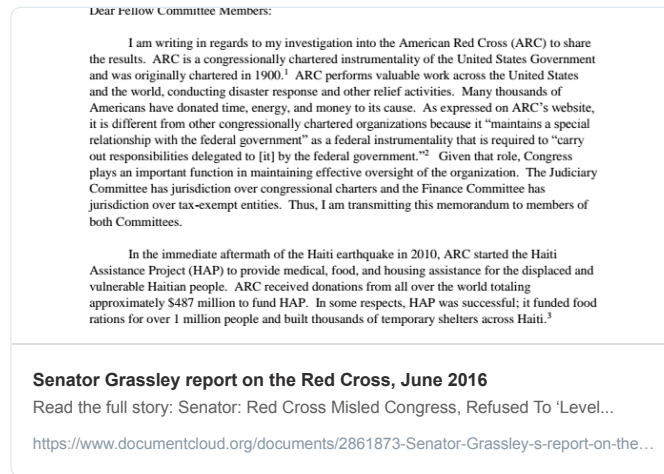 Dear Fellow Committee Members:
I am writing in regards to my investigation into the American Red Cross (ARC) to share
the results. ARC is a congressionally chartered instrumentality of the United States Government
and was originally chartered in 1900.1 ARC performs valuable work across the United States
and the world, conducting disaster response and other relief activities. Many thousands of
Americans have donated time, energy, and money to its cause. As expressed on ARC's website,
it is different from other congressionally chartered organizations because it “maintains a special
relationship with the federal government” as a federal instrumentality that is required to “carry
out responsibilities delegated to [it] by the federal government.”2 Given that role, Congress
plays an important function in maintaining effective oversight of the organization. The Judiciary
Committee has jurisdiction over congressional charters and the Finance Committee has
jurisdiction over tax-exempt entities. Thus, I am transmitting this memorandum to members of
both Committees.
In the immediate aftermath of the Haiti earthquake in 2010, ARC started the Haiti
Assistance Project (HAP) to provide medical, food, and housing assistance for the displaced and
vulnerable Haitian people. ARC received donations from all over the world totaling
approximately $487 million to fund HAP. In some respects, HAP was successful; it funded food
rations for over 1 million people and built thousands of temporary shelters across Haiti.3
Senator Grassley report on the Red Cross, June 2016
Read the full story: Senator: Red Cross Misled Congress, Refused To ‘Level...
https://www.documentcloud.org/documents/2861873-Senator-Grassley-s-report-on-the…